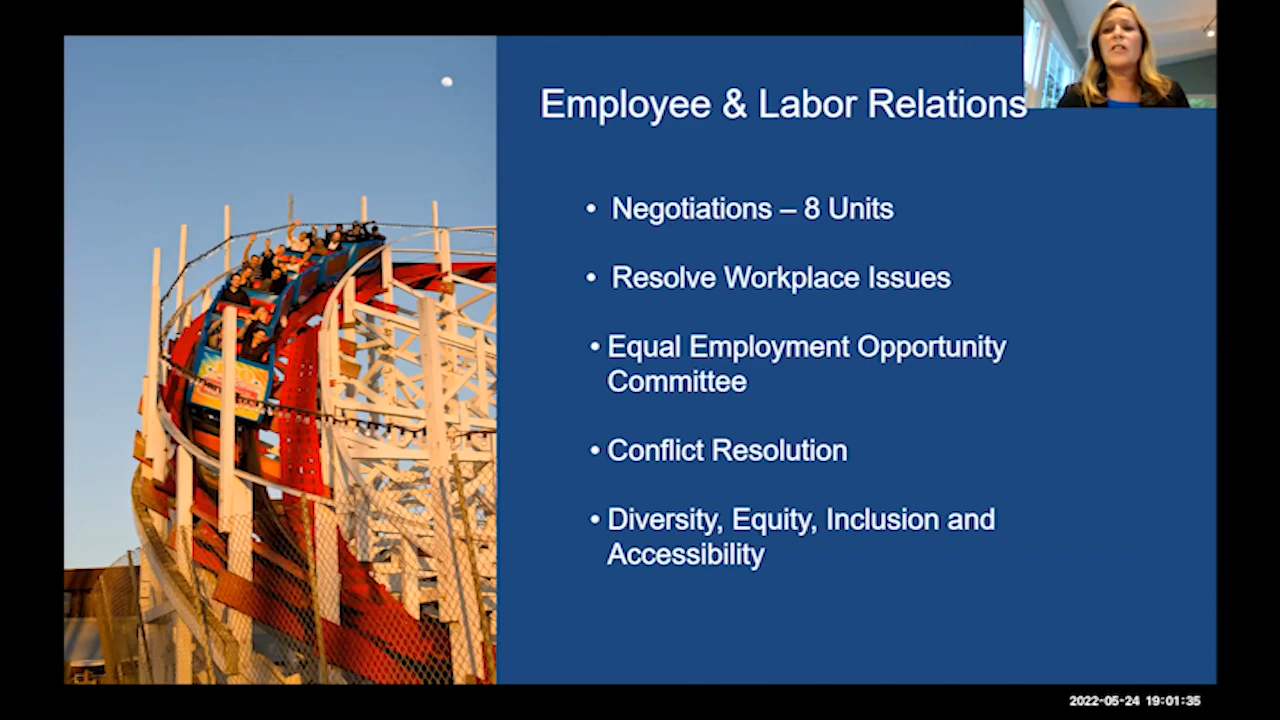 Employee & Labor Relations
• Negotiations – 8 Units
• Resolve Workplace Issues
• Equal Employment Opportunity
Committee
• Conflict Resolution
• Diversity, Equity, Inclusion and
Accessibility
2022-05-24 19:01:35